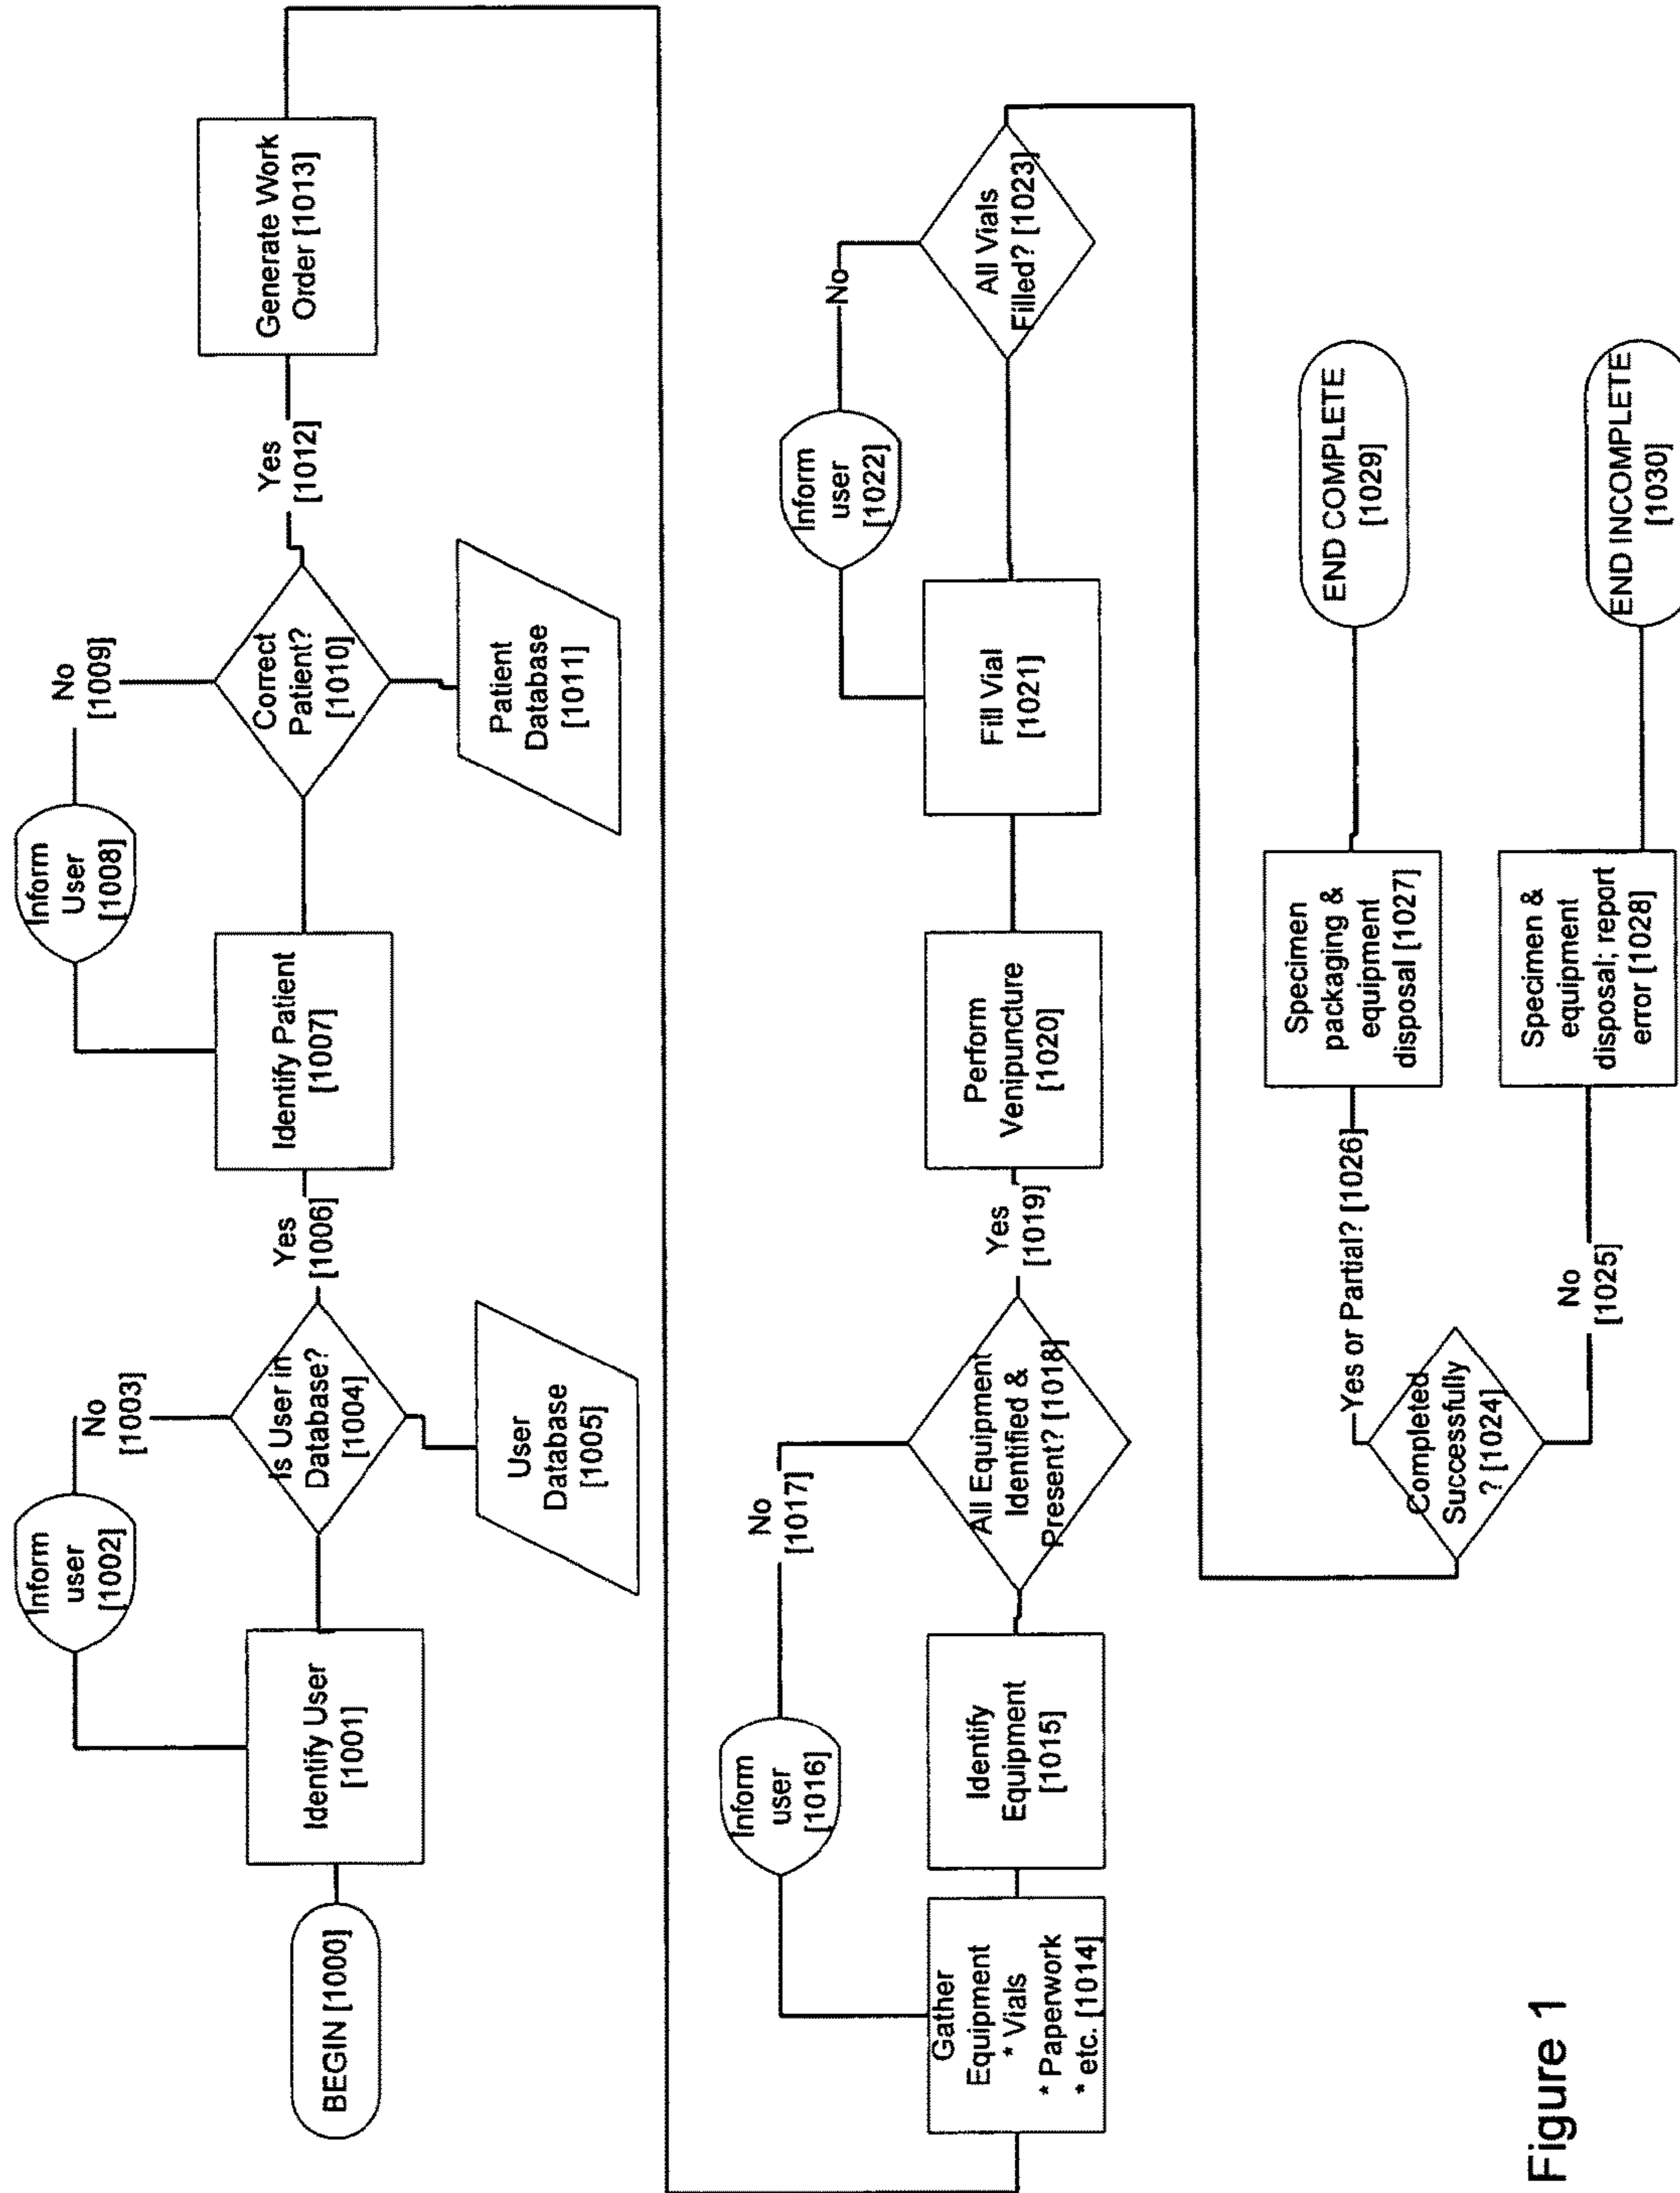 BEGIN [1000]
Identify User
[1001]
Inform
user
[1002]
No
[1003]
Is User in
Database?
[1004]
User
Database
[1005]
Yes
[1006]
Identify Patient
[1007]
Inform
User
[1008]
No
[1009]
Correct
Patient?
[1010]
Patient
Database
[1011]
Yes
[1012]
Generate Work
Order [1013]
Gather
Equipment
* Vials
* Paperwork
* etc. [1014]
Identify
Equipment
[1015]
Inform
user
[1016]
No
[1017]
All Equipment
Identified &
Present? [1018]
Yes
[1019]
Perform
Venipuncture
[1020]
Fill Vial
[1021]
Inform
user
[1022]
No
All Vials
Filled? [1023]
Completed
Successfully
? [1024]
Yes or Partial? [1026]
No
[1025]
Specimen
packaging &
equipment
disposal [1027]
Specimen &
equipment
disposal; report
error [1028]
END COMPLETE
[1029]
END INCOMPLETE
[1030]
Figure 1